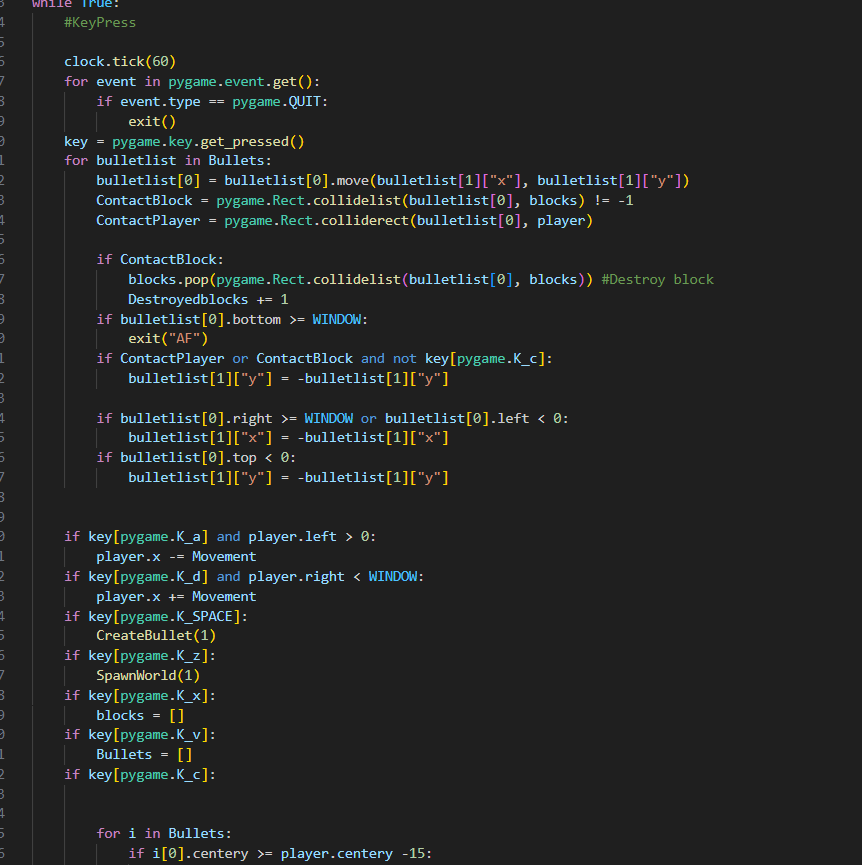 while True:
#KeyPress
clock.tick(60)
for event in pygame.event.get():
if event.type == pygame.QUIT:
exit()
key = pygame.key.get_pressed()
for bulletlist in Bullets:
bulletlist[0] = bulletlist[0].move(bulletlist[1]["x"], bulletlist[1]["y"])
ContactBlock = pygame.Rect.collidelist(bulletlist[0], blocks) != -1
ContactPlayer = pygame.Rect.colliderect(bulletlist[0], player)
if ContactBlock:
blocks.pop(pygame.Rect.collidelist(bulletlist[0], blocks)) #Destroy block
Destroyedblocks += 1
if bulletlist[0].bottom >= WINDOW:
exit("AF")
if ContactPlayer or ContactBlock and not key[pygame.K_c]:
bulletlist[1]["y"] = -bulletlist[1]["y"]
if bulletlist[0].right >= WINDOW or bulletlist[0].left < 0:
bulletlist[1]["x"] = -bulletlist[1]["x"]
if bulletlist[0].top < 0:
bulletlist[1]["y"] = -bulletlist[1]["y"]
if key[pygame.K_a] and player.left > 0:
player.x -= Movement
if key[pygame.K_d] and player.right < WINDOW:
player.x += Movement
if key[pygame.K_SPACE]:
CreateBullet(1)
if key[pygame.K_z]:
SpawnWorld(1)
if key[pygame.K_x]:
blocks = []
if key[pygame.K_v]:
Bullets = []
if key[pygame.K_c]:
for i in Bullets:
if i[0].centery >= player.centery -15: